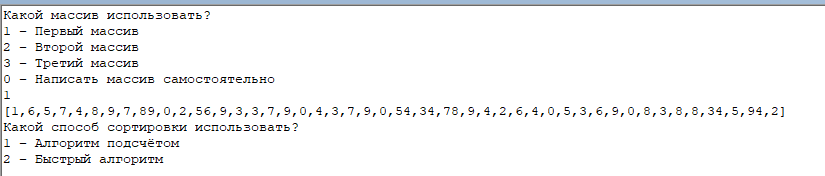 Какой массив использовать?
1 – Первый массив
2 – Второй массив
3 – Третий массив
0 – Написать массив самостоятельно
1
[1,6,5,7,4,8,9,7,89,0,2,56,9,3,3,7,9,0,4,3,7,9,0,54,34,78,9,4,2,6,4,0,5,3,6,9,0,8,3,8,8,34,5,94,2]
Какой способ сортировки использовать?
1 – Алгоритм подсчётом
2 – Быстрый алгоритм